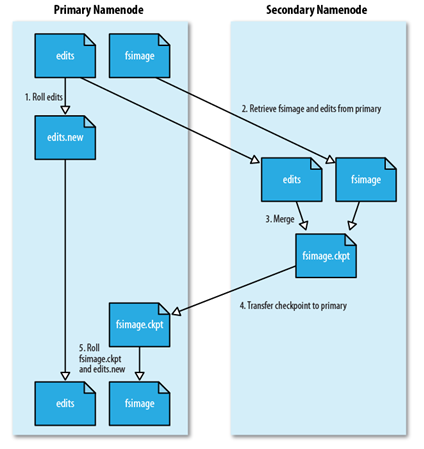 Primary Namenode
Secondary Namenode
edits
fsimage
1. Roll edits
2. Retrieve fsimage and edits from primary
edits.new
edits
fsimage
3. Merge
fsimage.ckpt
4. Transfer checkpoint to primary
fsimage.ckpt
5. Roll
fsimage.ckpt
and edits.new
edits
fsimage